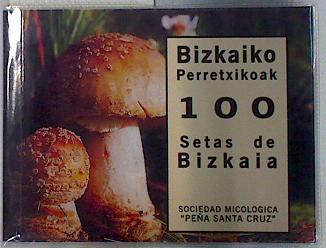 Bizkaiko
Perretxikoak
100
Setas de
Bizkaia
SOCIEDAD MICOLOGICA
"PEÑA SANTA CRUZ"